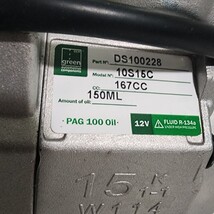 green
Part Nº: DS100228
Model Nº: 10S15C
CC: 167CC
150ML
Amount of oil:
· PAG 100 Oil ·
12V
FLUID R-134a